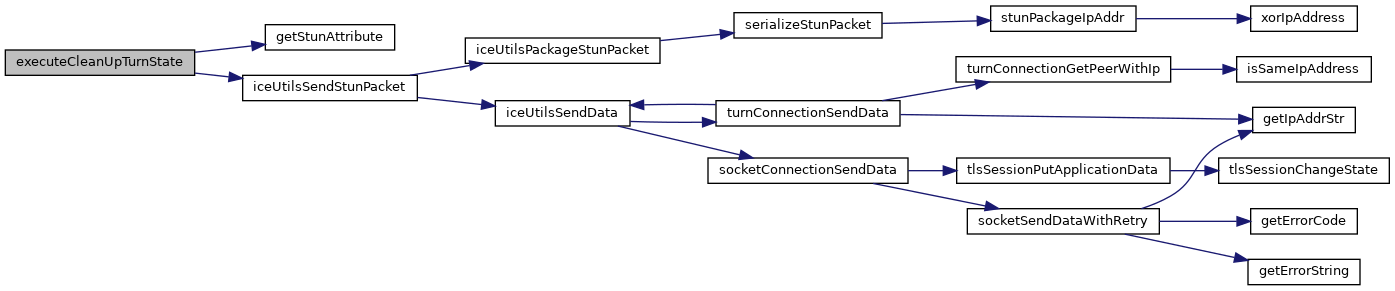 executeCleanUpTurnState
getStunAttribute
iceUtilsSendStunPacket
iceUtilsPackageStunPacket
iceUtilsSendData
serializeStunPacket
turnConnectionSendData
socketConnectionSendData
stunPackageIpAddr
turnConnectionGetPeerWithIp
tlsSessionPutApplicationData
socketSendDataWithRetry
xorIpAddress
isSameIpAddress
getIpAddrStr
tlsSessionChangeState
getErrorCode
getErrorString